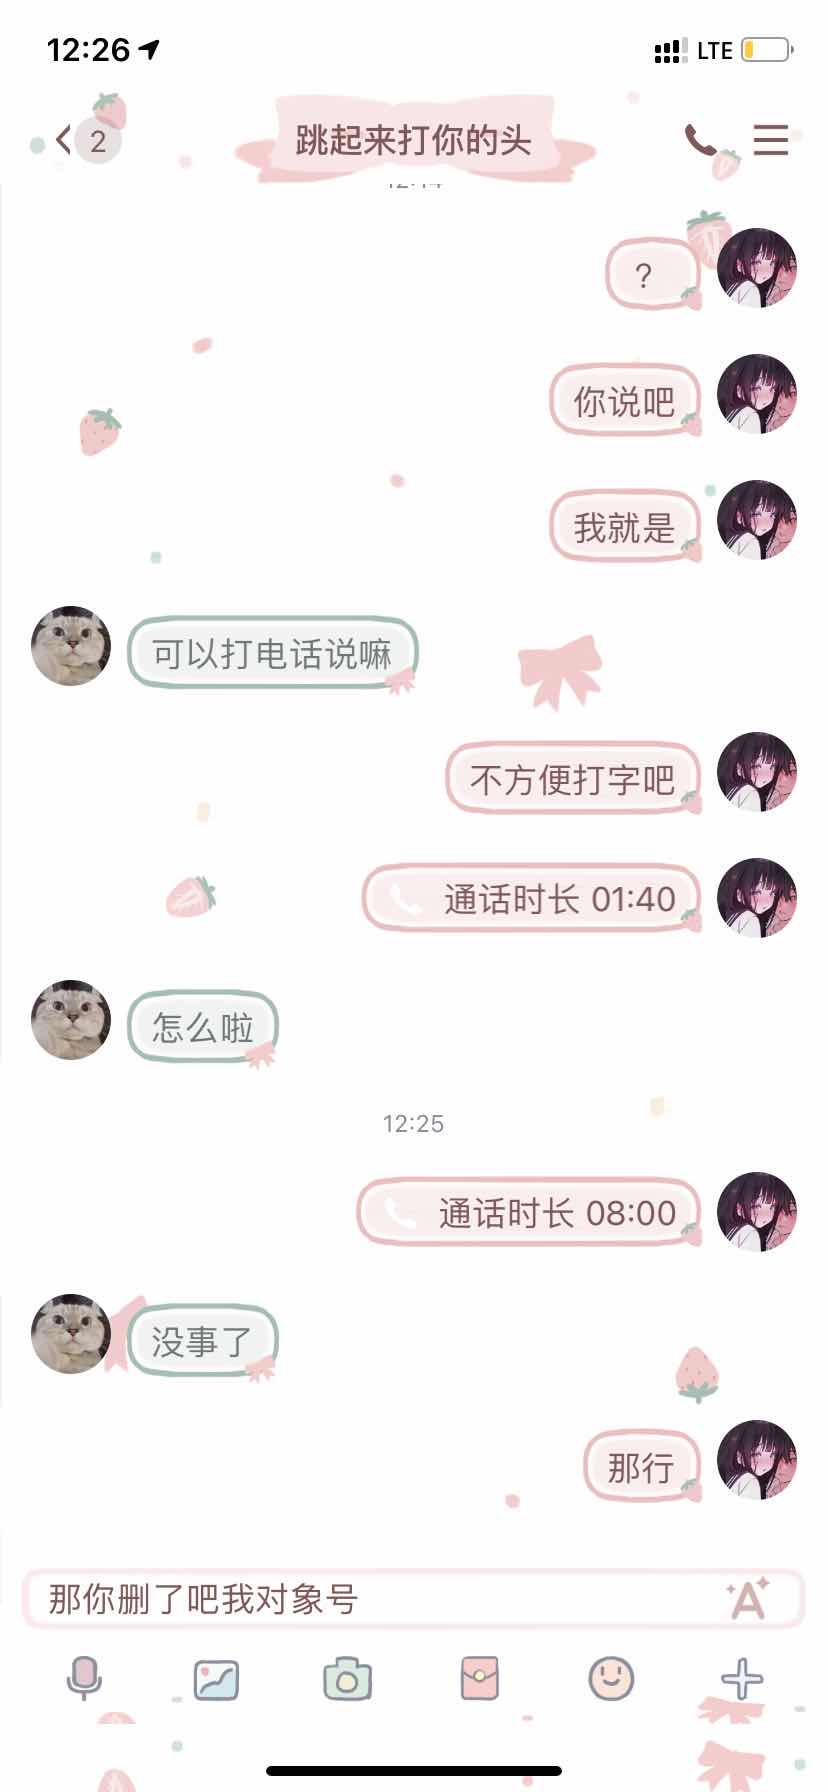 12:26
LTE
2
跳起来打你的头
？
你说吧
我就是
可以打电话说嘛
不方便打字吧
通话时长 01:40
怎么啦
12:25
通话时长 08:00
没事了
那行
那你删了吧我对象号
A